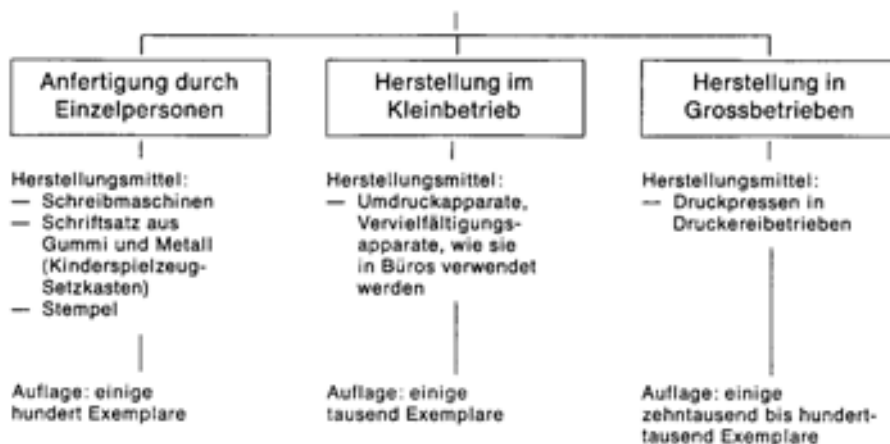 Anfertigung durch
Einzelpersonen
Herstellungsmittel:
— Schreibmaschinen
— Schriftsatz aus
Gummi und Metall
(Kinderspielzeug-
Setzkasten)
— Stempel
Auflage: einige
hundert Exemplare
Herstellung im
Kleinbetrieb
Herstellungsmittel:
— Umdruckapparate,
Vervielfältigungs-
apparate, wie sie
in Büros verwendet
werden
Auflage: einige
tausend Exemplare
Herstellung in
Grossbetrieben
Herstellungsmittel:
— Druckpressen in
Druckereibetrieben
Auflage: einige
zehntausend bis hundert-
tausend Exemplare